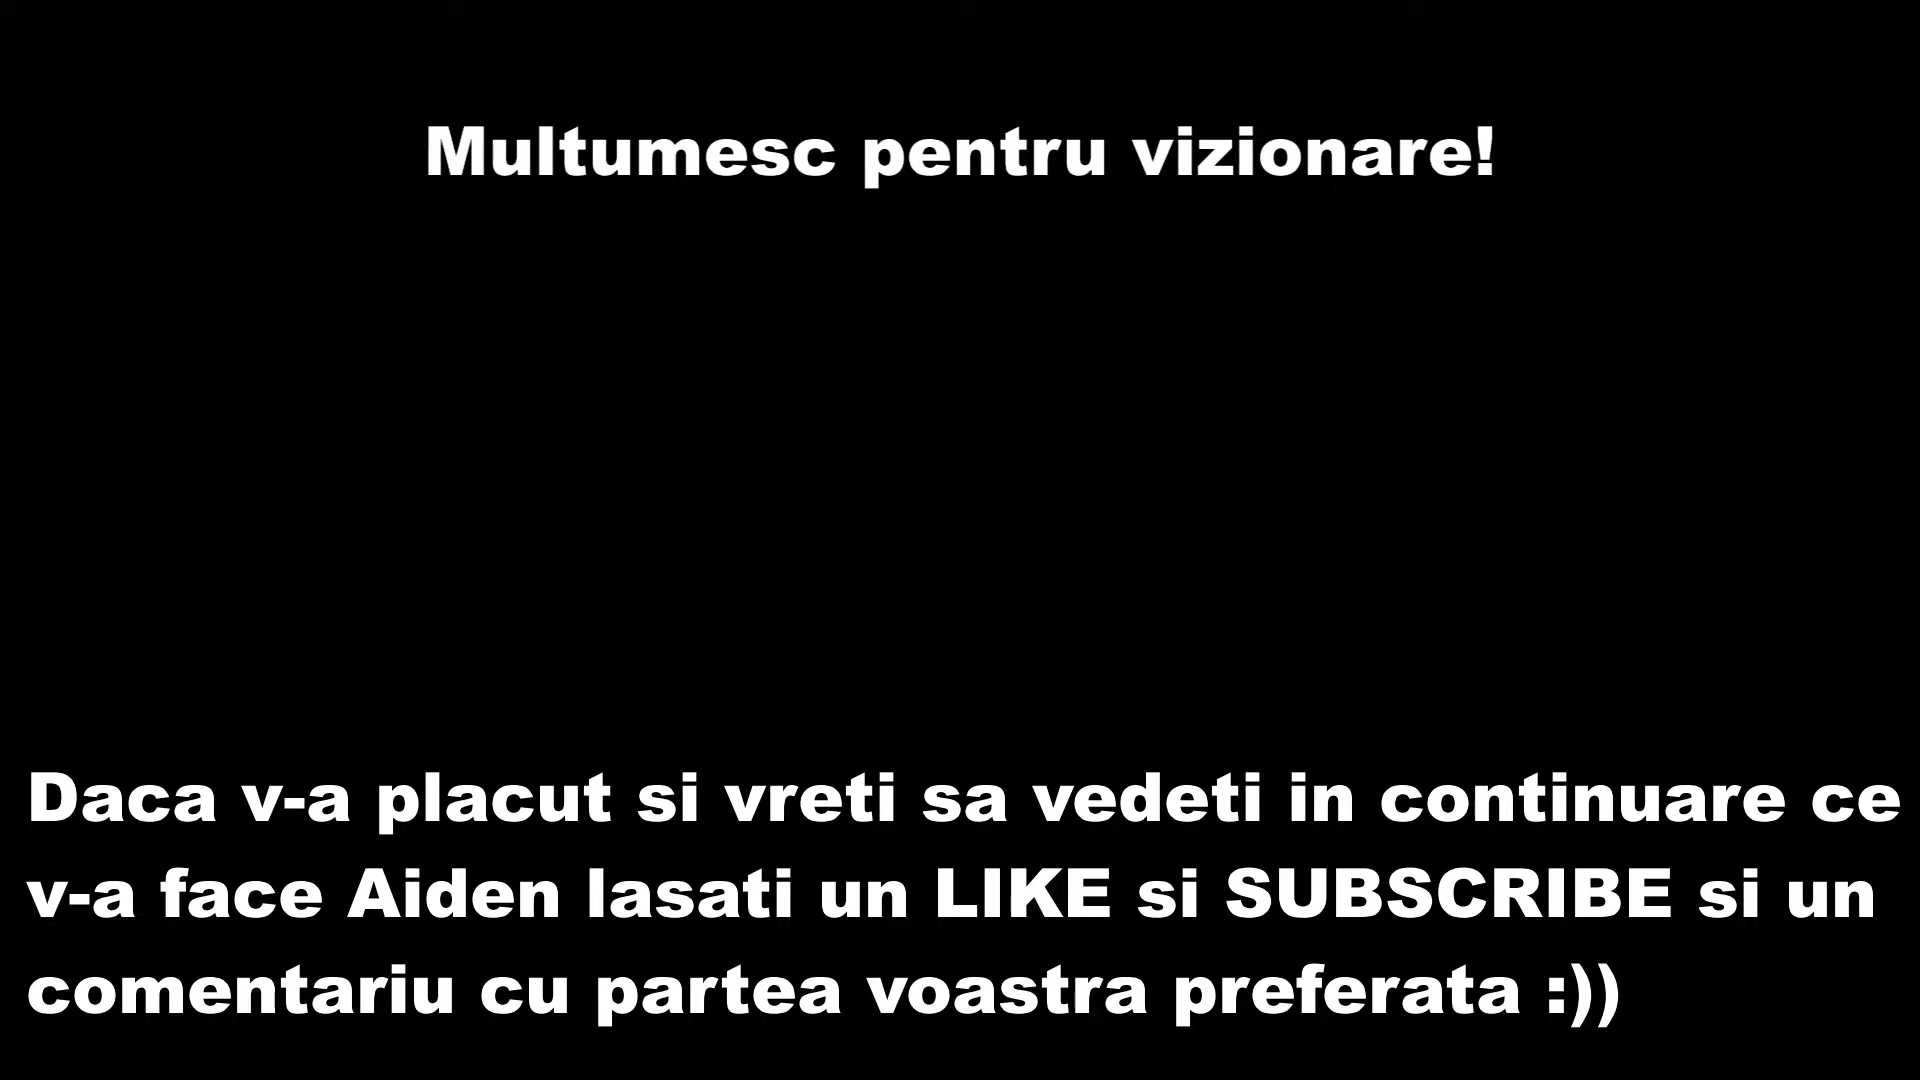 Multumesc pentru vizionare!
Daca v-a placut si vreti sa vedeti in continuare ce
v-a face Aiden lasati un LIKE si SUBSCRIBE si un
comentariu cu partea voastra preferata :))